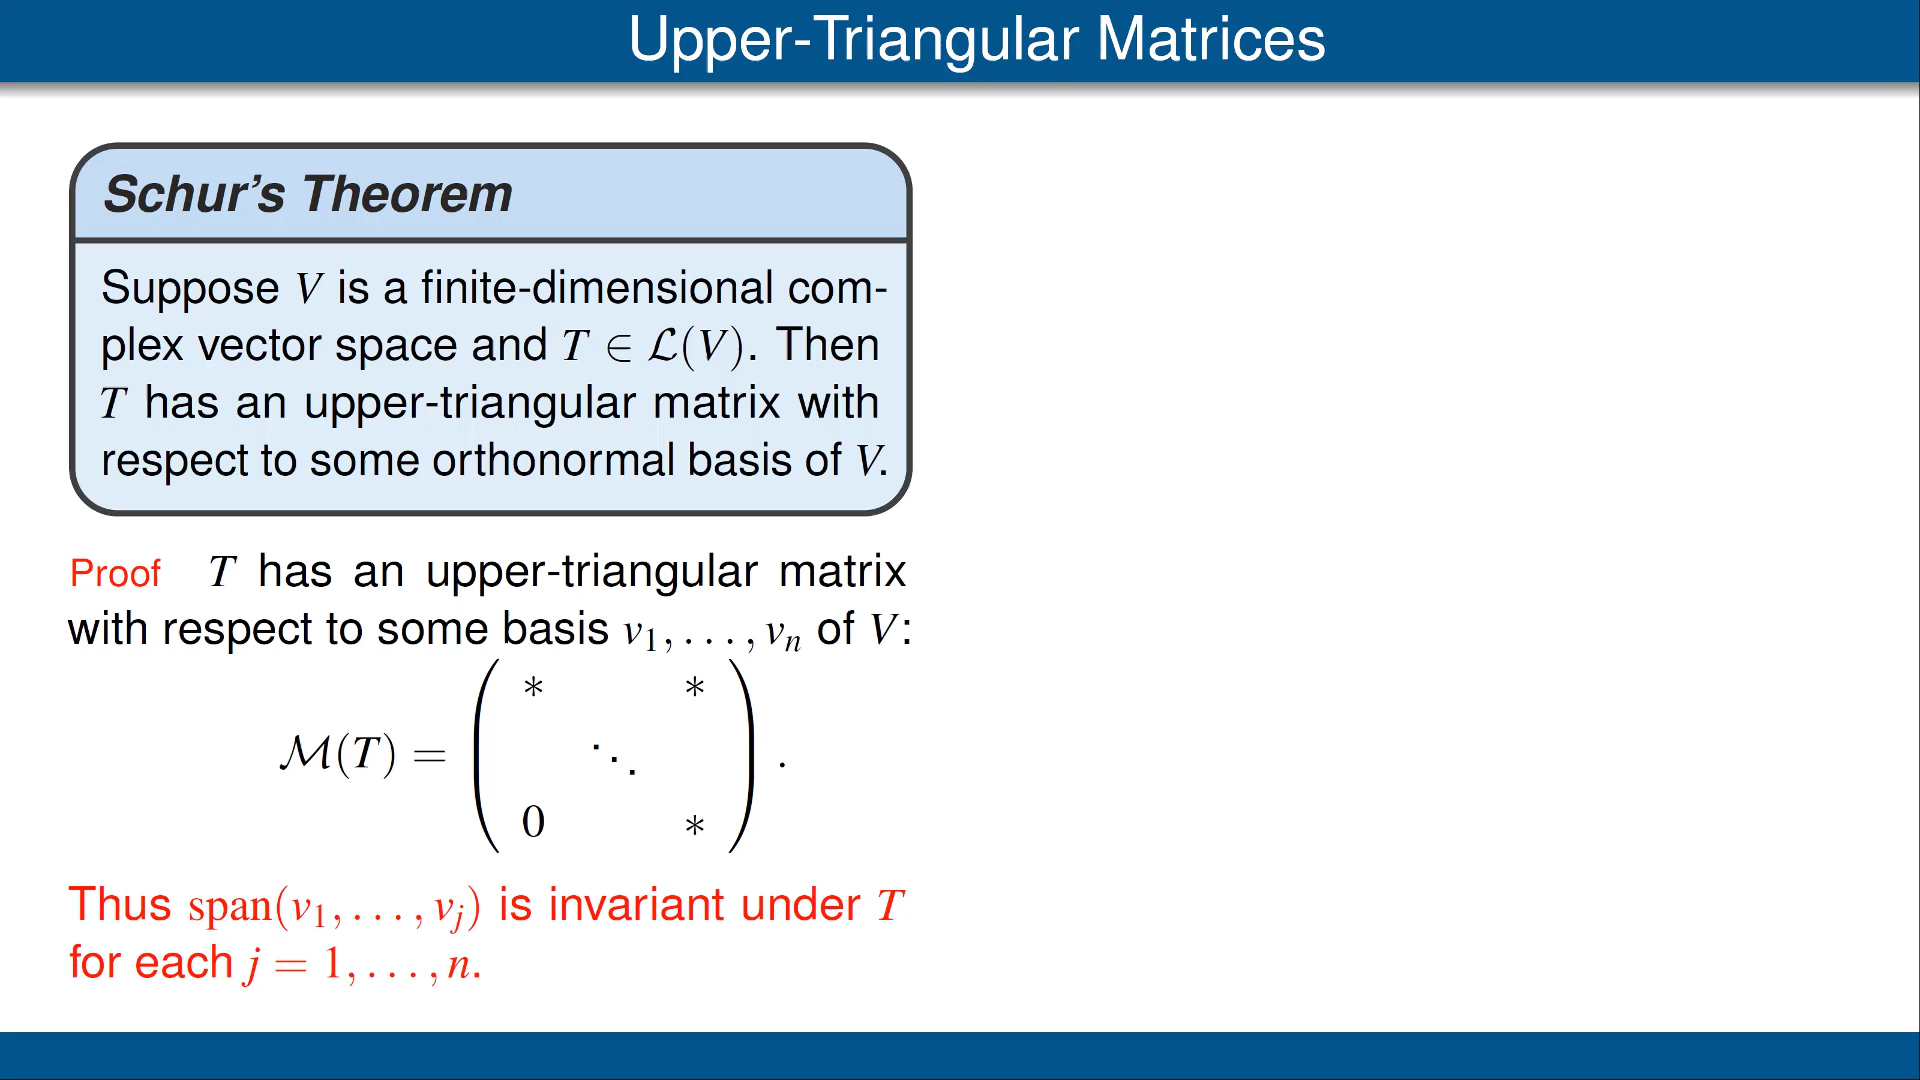 Upper-Triangular Matrices
Schur's Theorem
Suppose V is a finite-dimensional com-
plex vector space and T ∈ ℒ(V). Then
T has an upper-triangular matrix with
respect to some orthonormal basis of V.
Proof T has an upper-triangular matrix
with respect to some basis v₁, . . . , vₙ of V:
* *
ℳ(T) = ( ⋱ ) .
0 *
Thus span(v₁, . . . , vⱼ) is invariant under T
for each j = 1, . . . , n.